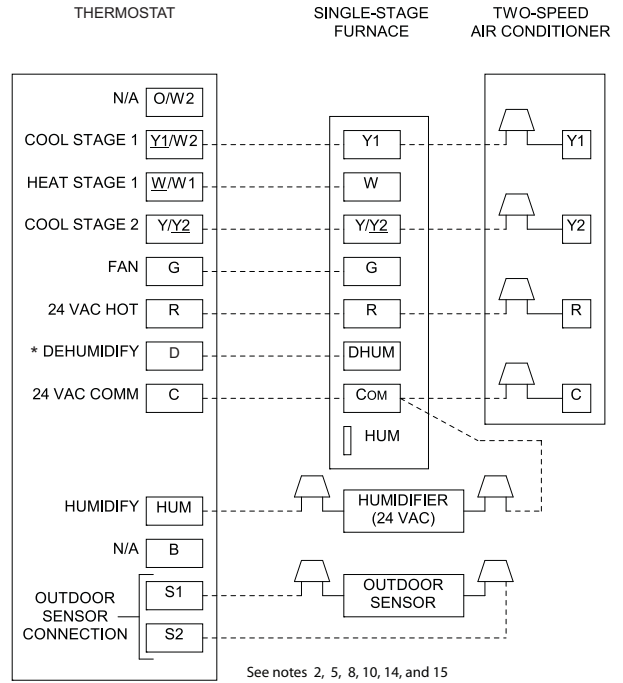 THERMOSTAT
SINGLE-STAGE
FURNACE
TWO-SPEED
AIR CONDITIONER
N/A O/W2
COOL STAGE 1 Y1/W2 Y1 Y1
HEAT STAGE 1 W/W1 W
COOL STAGE 2 Y/Y2 Y/Y2 Y2
FAN G G
24 VAC HOT R R R
* DEHUMIDIFY D DHUM
24 VAC COMM C COM C
HUM
HUMIDIFY HUM
HUMIDIFIER
(24 VAC)
N/A B
OUTDOOR
SENSOR
CONNECTION
S1
S2
OUTDOOR
SENSOR
See notes 2, 5, 8, 10, 14, and 15